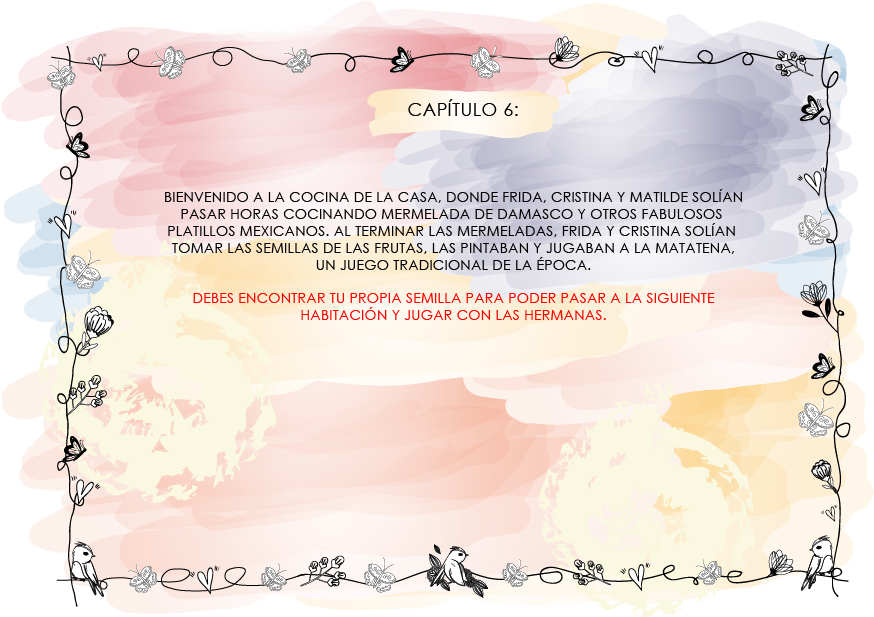 CAPÍTULO 6:
BIENVENIDO A LA COCINA DE LA CASA, DONDE FRIDA, CRISTINA Y MATILDE SOLÍAN
PASAR HORAS COCINANDO MERMELADA DE DAMASCO Y OTROS FABULOSOS
PLATILLOS MEXICANOS. AL TERMINAR LAS MERMELADAS, FRIDA Y CRISTINA SOLÍAN
TOMAR LAS SEMILLAS DE LAS FRUTAS, LAS PINTABAN Y JUGABAN A LA MATATENA,
UN JUEGO TRADICIONAL DE LA ÉPOCA.
DEBES ENCONTRAR TU PROPIA SEMILLA PARA PODER PASAR A LA SIGUIENTE
HABITACIÓN Y JUGAR CON LAS HERMANAS.